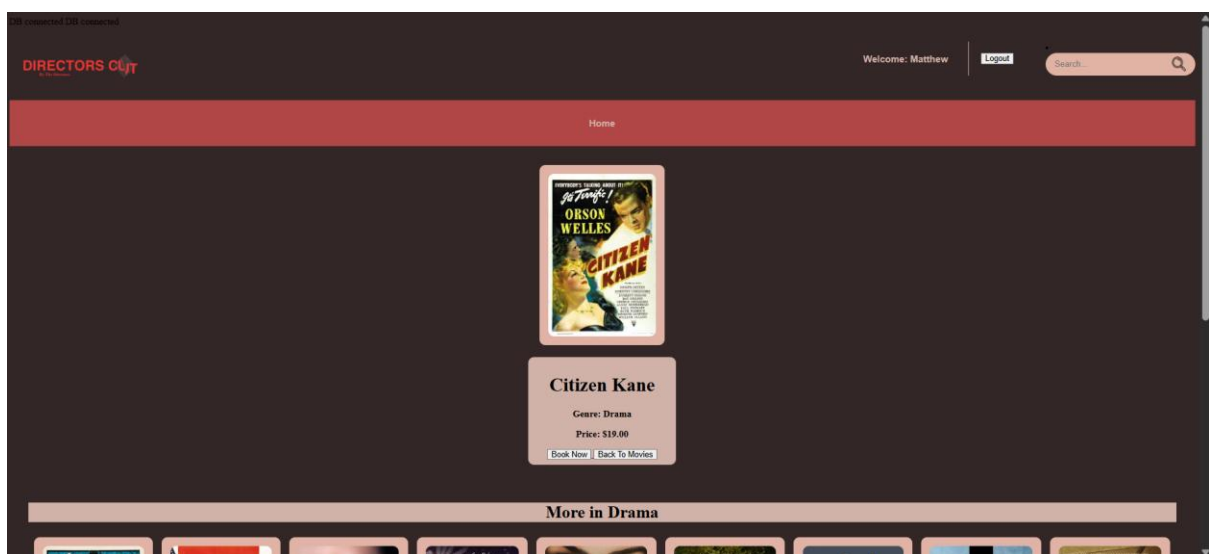 DB connected DB connected
DIRECTORS CUT
Welcome: Matthew
Logout
Search...
Home
EVERYBODY'S TALKING ABOUT IT!
It's Terrific!
ORSON
WELLES
CITIZEN
KANE
Citizen Kane
Genre: Drama
Price: $19.00
Book Now Back To Movies
More in Drama